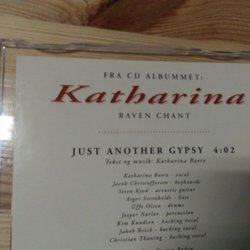 FRA CD ALBUMMET:
Katharina
RAVEN CHANT
JUST ANOTHER GYPSY 4:02
Tekst og musik: Katharina Baets
Katharina Baets - vocal
Jacob Christoffersen - keyboards
Steen Kyed - acoustic guitar
Asger Steenholdt - bass
Uffe Olsen - drums
Jesper Norlav - percussion
Kim Knudsen - backing vocal
Jakob Reich - backing vocal
Christian Thaning - backing vocal